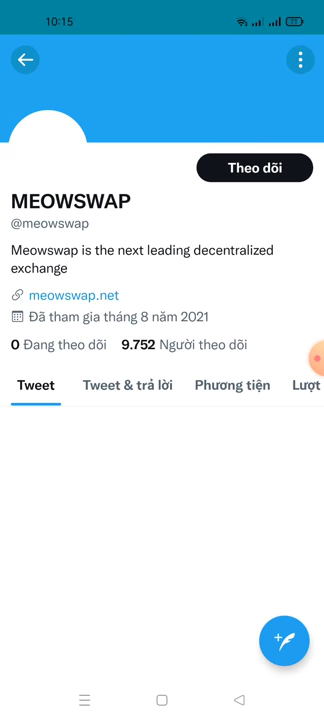 10:15
Theo dõi
MEOWSWAP
@meowswap
Meowswap is the next leading decentralized
exchange
meowswap.net
Đã tham gia tháng 8 năm 2021
0 Đang theo dõi 9.752 Người theo dõi
Tweet Tweet & trả lời Phương tiện Lượt